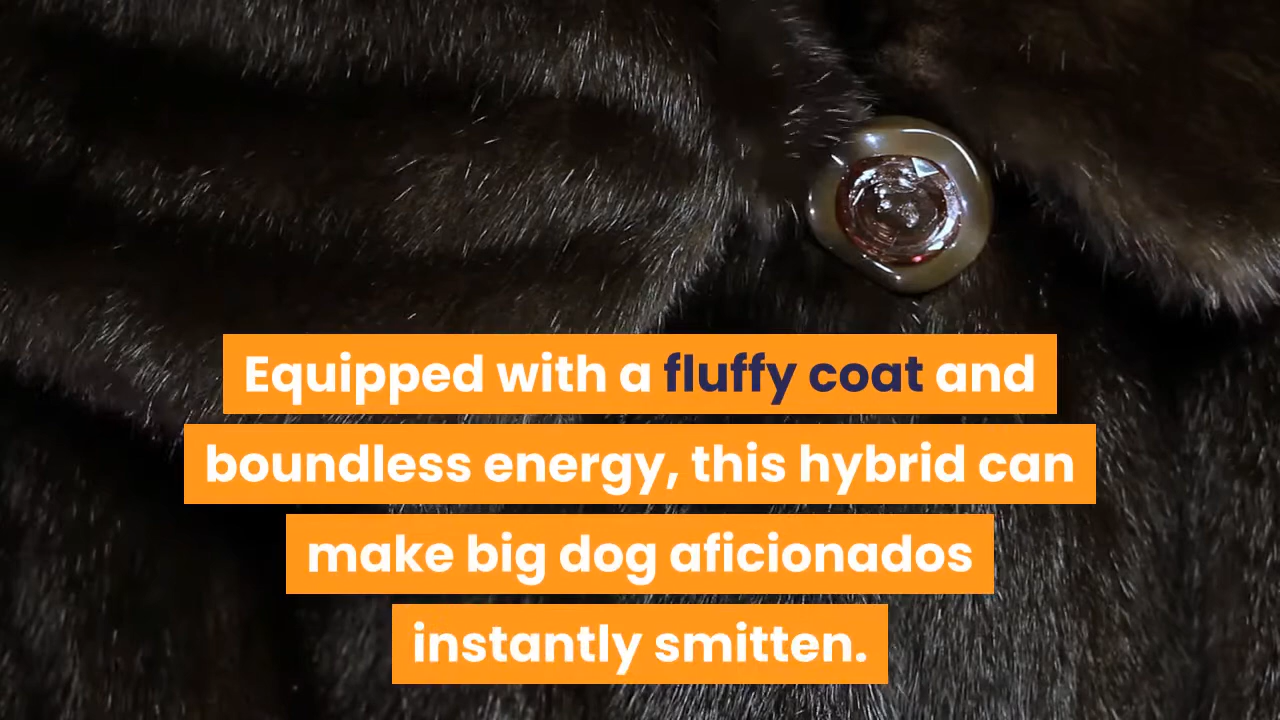 Equipped with a fluffy coat and
boundless energy, this hybrid can
make big dog aficionados
instantly smitten.